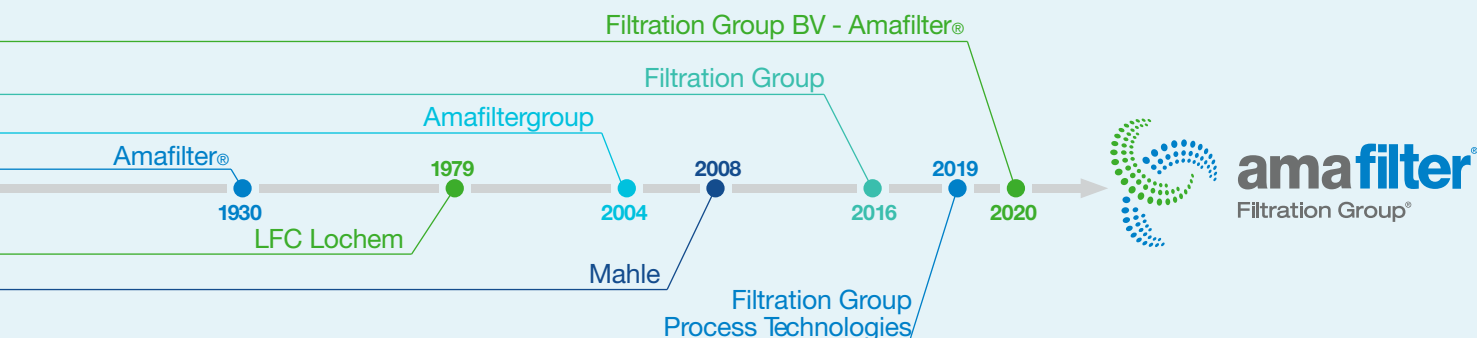 Filtration Group BV - Amafilter®
Filtration Group
Amafiltergroup
Amafilter®
1979
2008
2019
1930
2004
2016
2020
LFC Lochem
Mahle
Filtration Group
Process Technologies
amafilter®
Filtration Group®